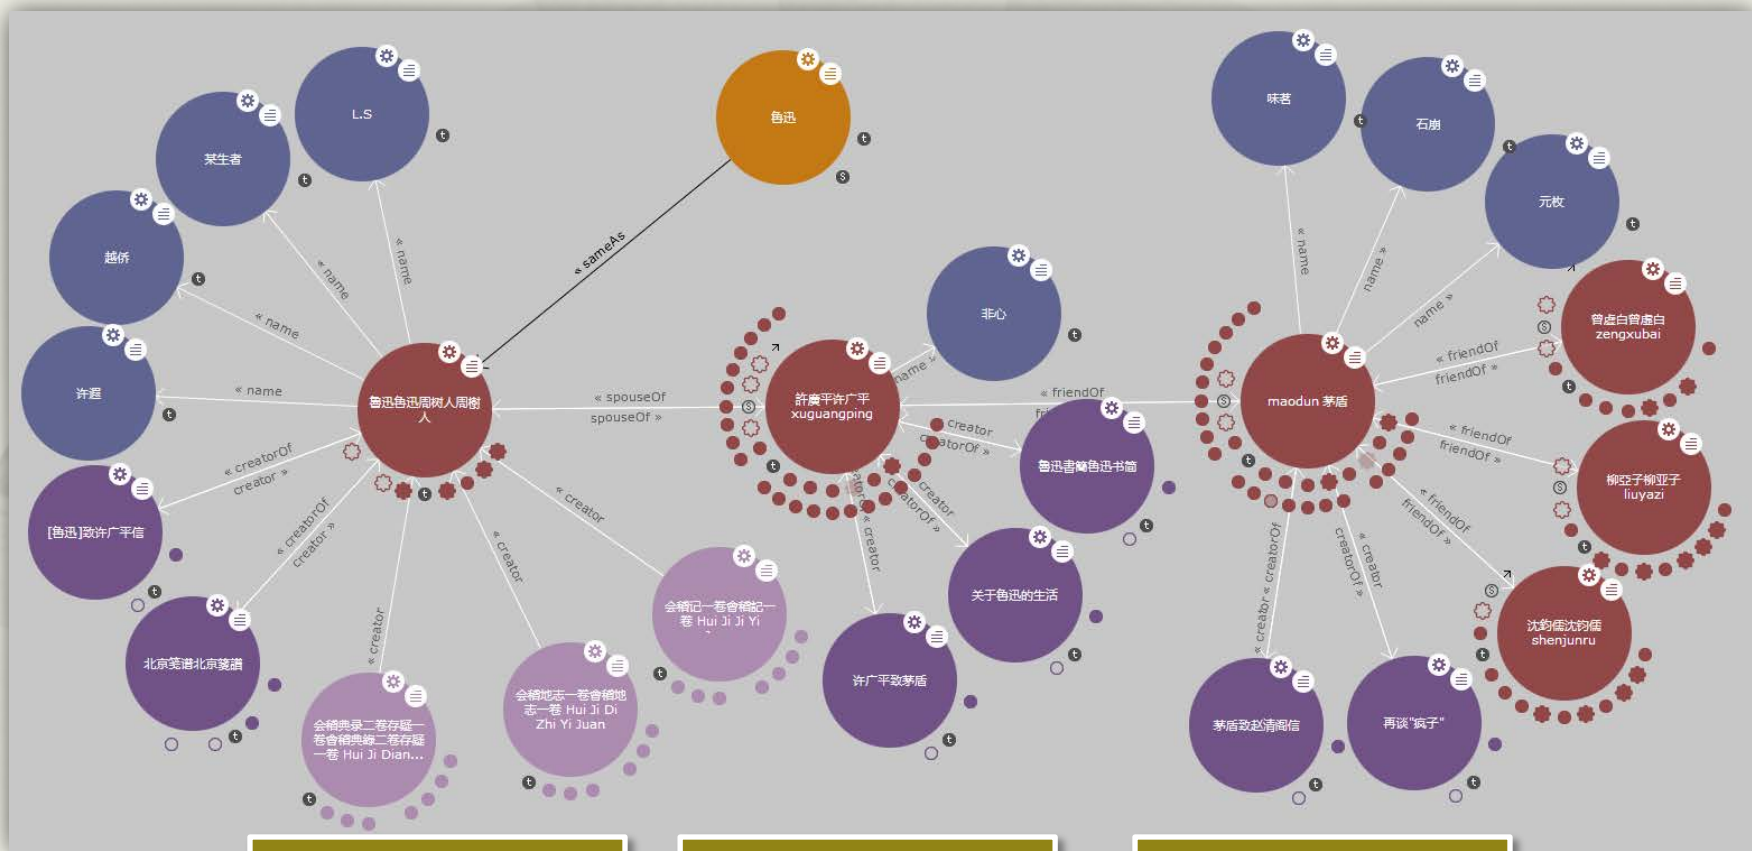 L.S
某生者
越侨
许遐
鲁迅
味茗
石崩
元枚
非心
« name
« name
« name
« name
« sameAs
« name
name »
name »
name »
鲁迅魯迅周树人周樹
人
« spouseOf
spouseOf »
許廣平许广平
xuguangping
« friendOf
maodun 茅盾
« friendOf
friendOf »
曾虚白曾虛白
zengxubai
« friendOf
friendOf »
柳亞子柳亚子
liuyazi
« friendOf
friendOf »
沈鈞儒沈钧儒
shenjunru
« creatorOf
creator »
[鲁迅]致许广平信
« creatorOf
creator »
北京笺谱北京箋譜
« creator
会稽典录二卷存疑一
卷會稽典錄二卷存疑
一卷 Hui Ji Dian...
« creator
会稽地志一卷會稽地
志一卷 Hui Ji Di
Zhi Yi Juan
« creator
会稽记一卷會稽記一
卷 Hui Ji Ji Yi
creator
creatorOf »
魯迅書簡鲁迅书简
creator
creatorOf »
关于鲁迅的生活
« creator
许广平致茅盾
« creatorOf
« creator
茅盾致赵清阁信
« creator
creatorOf »
再谈"疯子"